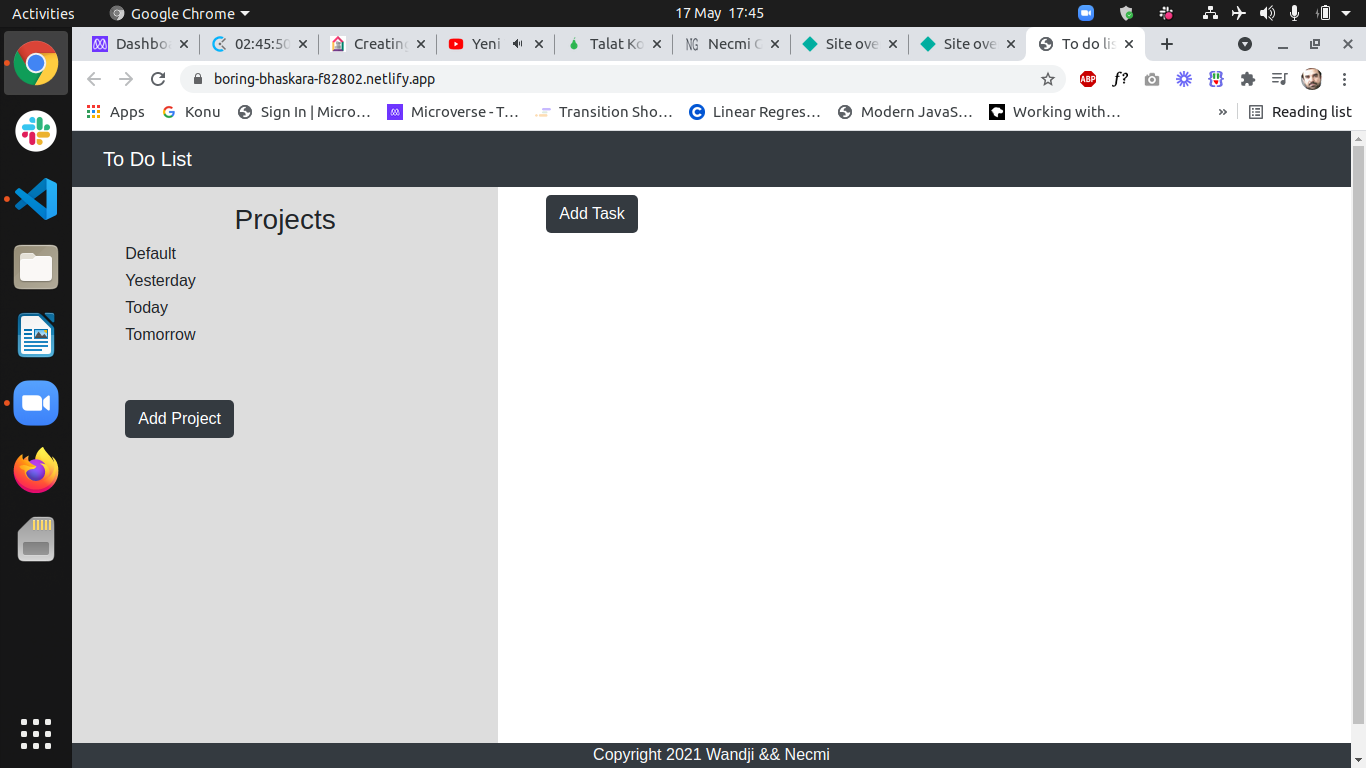 Activities Google Chrome 17 May 17:45
Dashbo 02:45:50 Creating Yeni Talat Ko Necmi Site ove Site ove To do lis
boring-bhaskara-f82802.netlify.app ABP f?
Apps Konu Sign In | Micro… Microverse - T… Transition Sho… Linear Regres… Modern JavaS… Working with… » Reading list
To Do List
Projects
Add Task
Default
Yesterday
Today
Tomorrow
Add Project
Copyright 2021 Wandji && Necmi